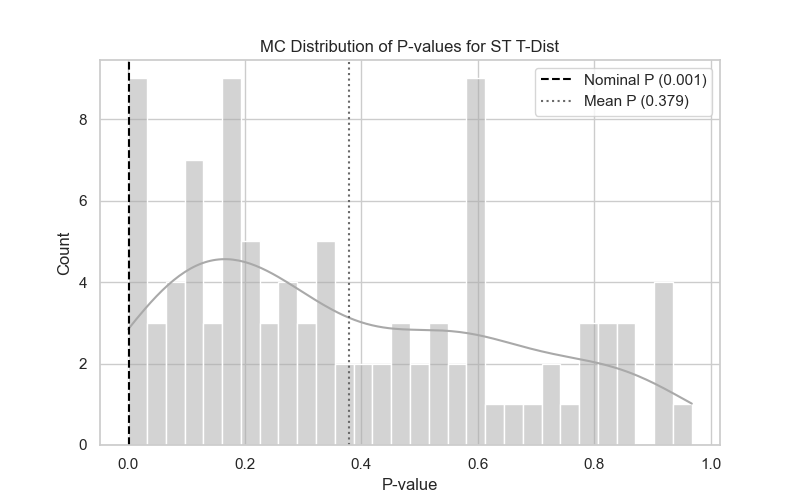 MC Distribution of P-values for ST T-Dist
Nominal P (0.001)
Mean P (0.379)
8
6
4
2
0
Count
0.0 0.2 0.4 0.6 0.8 1.0
P-value